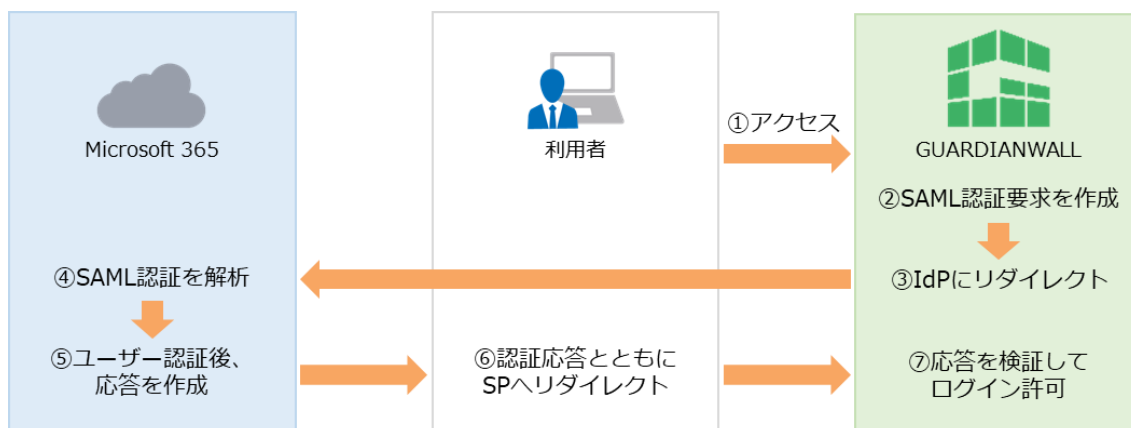 Microsoft 365
利用者
①アクセス
GUARDIANWALL
②SAML認証要求を作成
③IdPにリダイレクト
④SAML認証を解析
⑤ユーザー認証後、
応答を作成
⑥認証応答とともに
SPへリダイレクト
⑦応答を検証して
ログイン許可